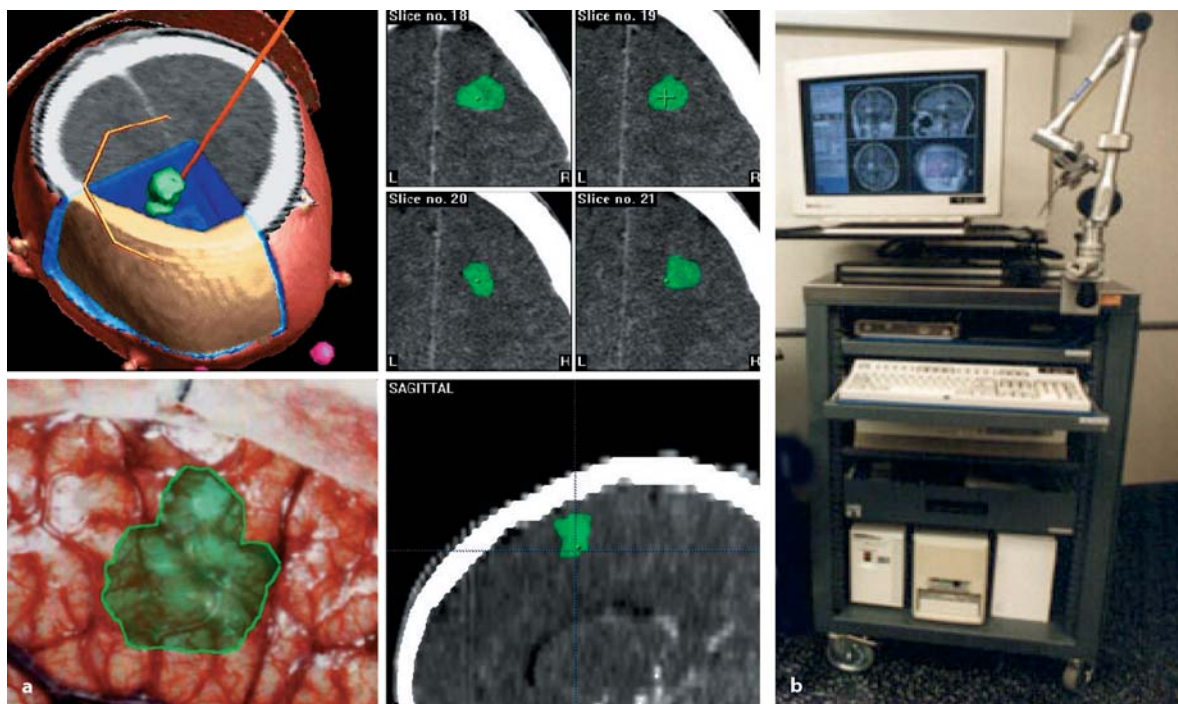 Slice no. 18
Slice no. 19
L
R
L
R
Slice no. 20
Slice no. 21
L
R
L
R
SAGITTAL
a
b